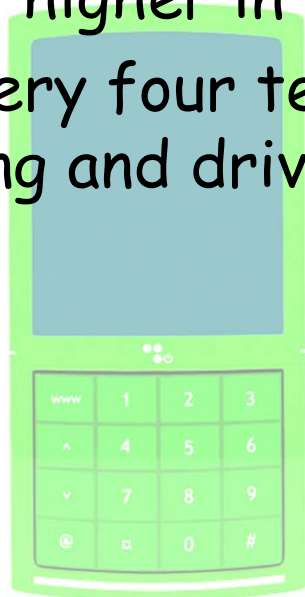 higher in
ery four te
ng and driv
www 1 2 3
^ 4 5 6
v 7 8 9
@ ¤ 0 #